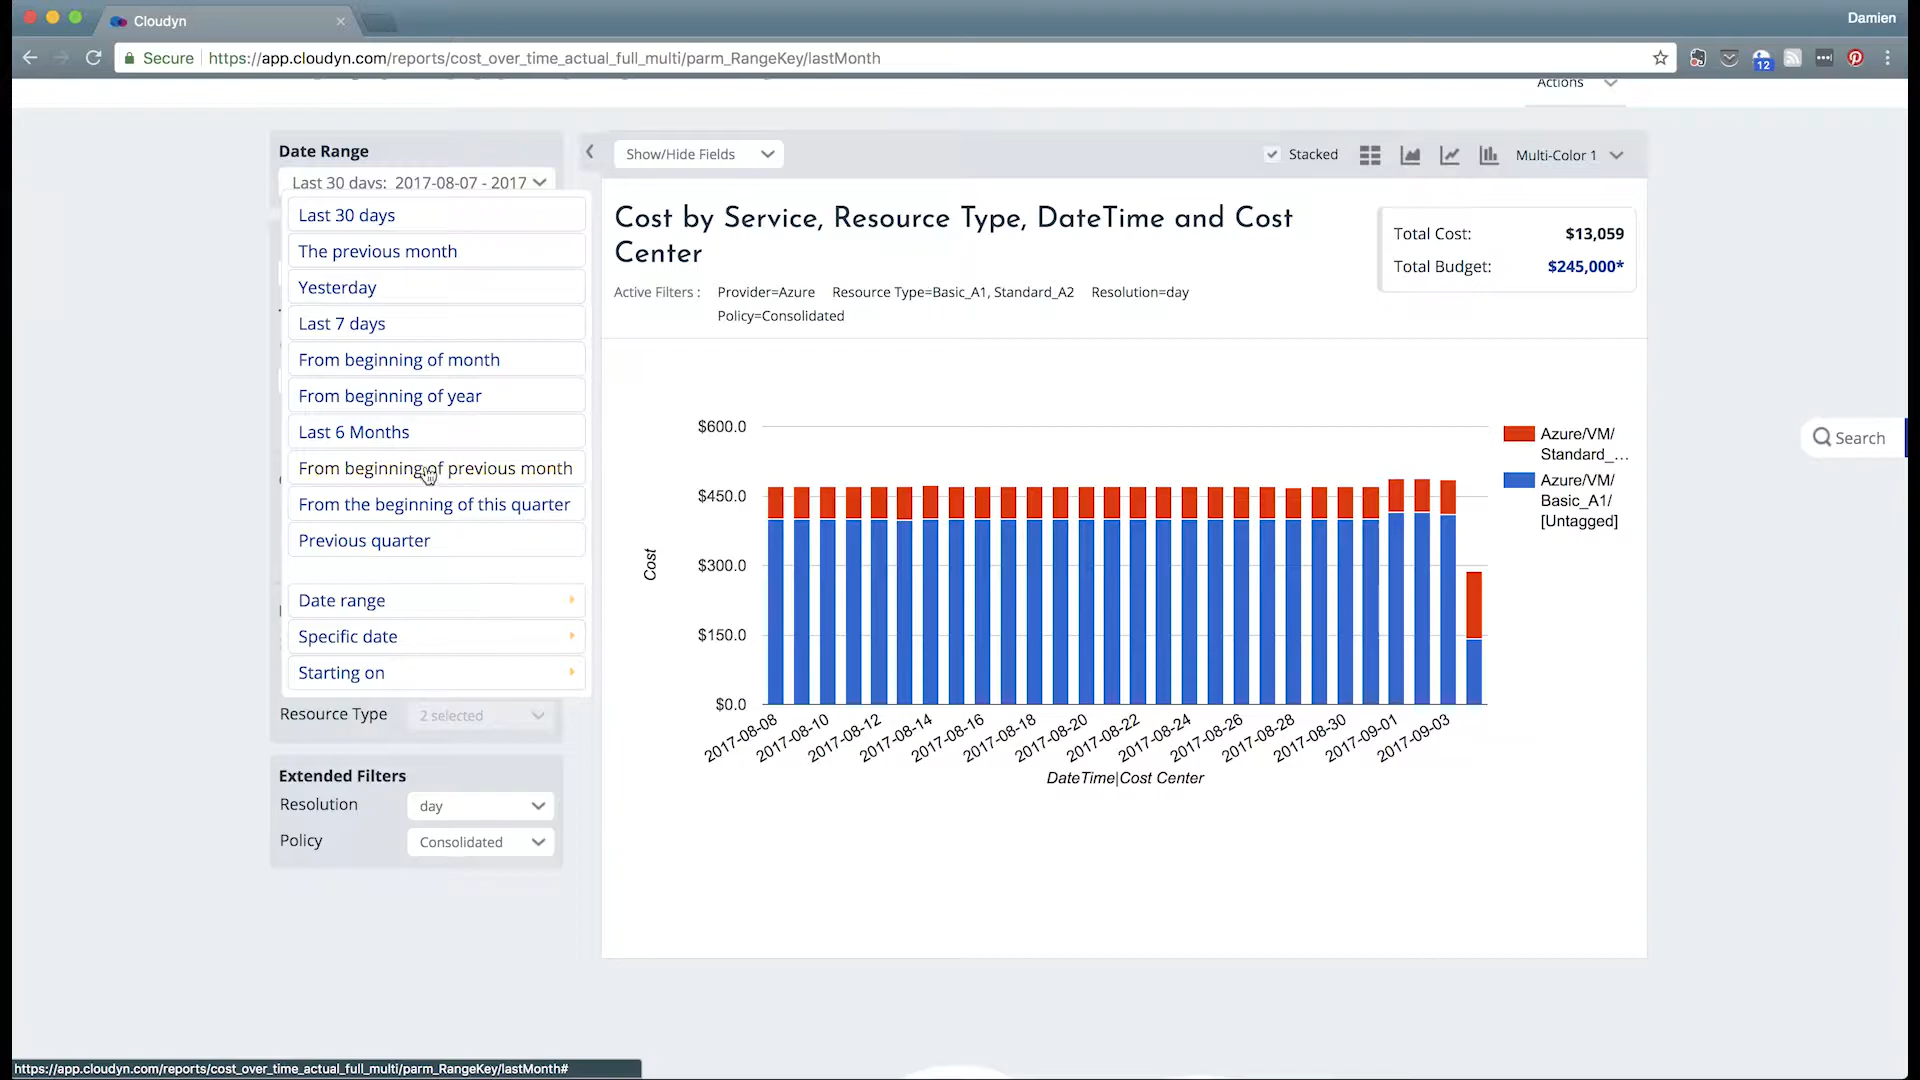 Cloudyn
Damien
Secure
https://app.cloudyn.com/reports/cost_over_time_actual_full_multi/parm_RangeKey/lastMonth
12
Actions
Date Range
Last 30 days: 2017-08-07 - 2017
Last 30 days
The previous month
Yesterday
Last 7 days
From beginning of month
From beginning of year
Last 6 Months
From beginning of previous month
From the beginning of this quarter
Previous quarter
Date range
Specific date
Starting on
Resource Type
2 selected
Extended Filters
Resolution
day
Policy
Consolidated
Show/Hide Fields
Stacked
Multi-Color 1
Cost by Service, Resource Type, DateTime and Cost
Center
Total Cost: $13,059
Total Budget: $245,000*
Active Filters : Provider=Azure Resource Type=Basic_A1, Standard_A2 Resolution=day
Policy=Consolidated
$600.0
$450.0
$300.0
$150.0
$0.0
Cost
2017-08-08
2017-08-10
2017-08-12
2017-08-14
2017-08-16
2017-08-18
2017-08-20
2017-08-22
2017-08-24
2017-08-26
2017-08-28
2017-08-30
2017-09-01
2017-09-03
DateTime|Cost Center
Azure/VM/
Standard_...
Azure/VM/
Basic_A1/
[Untagged]
Search
https://app.cloudyn.com/reports/cost_over_time_actual_full_multi/parm_RangeKey/lastMonth#